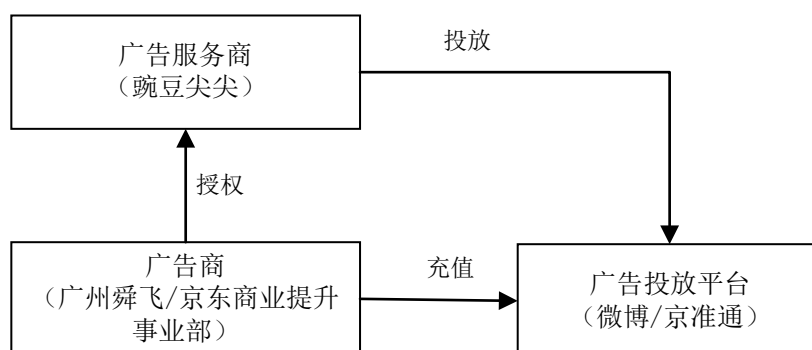 广告服务商
（豌豆尖尖）
投放
授权
广告商
（广州舜飞/京东商业提升
事业部）
充值
广告投放平台
（微博/京准通）